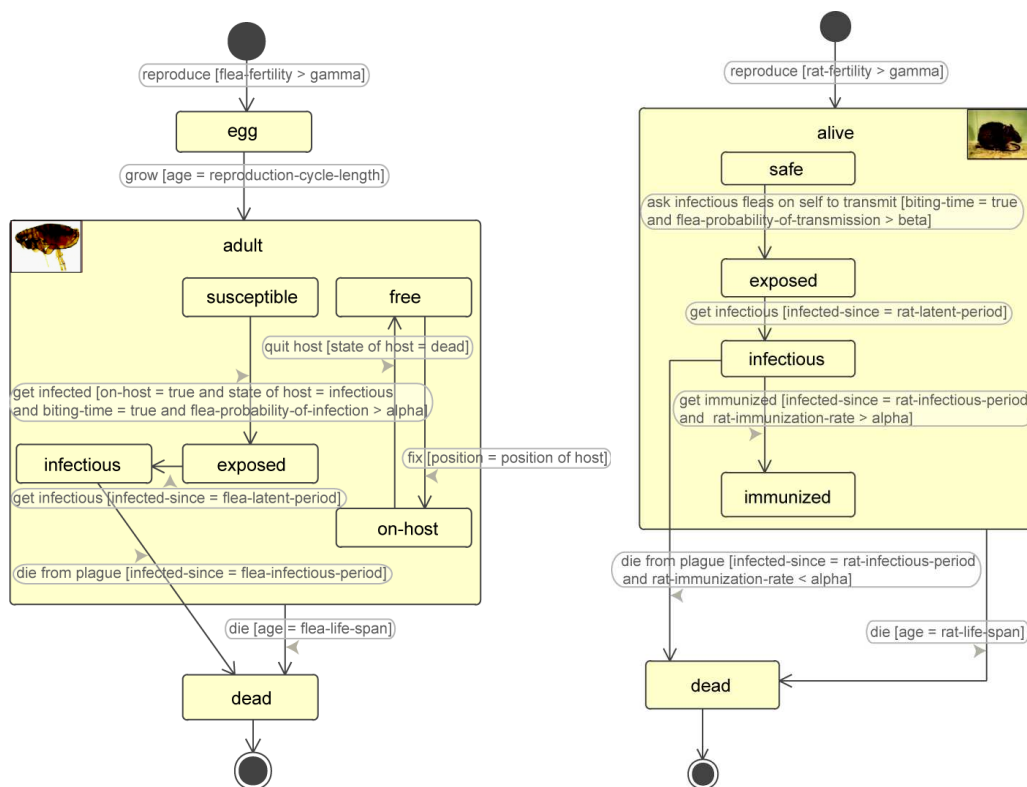 reproduce [flea-fertility > gamma]
egg
grow [age = reproduction-cycle-length]
adult
susceptible
free
quit host [state of host = dead]
get infected [on-host = true and state of host = infectious
and biting-time = true and flea-probability-of-infection > alpha]
infectious
exposed
fix [position = position of host]
get infectious [infected-since = flea-latent-period]
on-host
die from plague [infected-since = flea-infectious-period]
die [age = flea-life-span]
dead
reproduce [rat-fertility > gamma]
alive
safe
ask infectious fleas on self to transmit [biting-time = true
and flea-probability-of-transmission > beta]
exposed
get infectious [infected-since = rat-latent-period]
infectious
get immunized [infected-since = rat-infectious-period
and rat-immunization-rate > alpha]
immunized
die from plague [infected-since = rat-infectious-period
and rat-immunization-rate < alpha]
die [age = rat-life-span]
dead